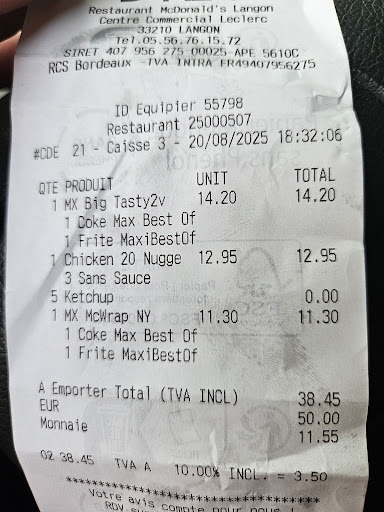 Restaurant McDonald's Langon
Centre Commercial Leclerc
33210 LANGON
Tel.05.56.76.15.72
SIRET 407 956 275 00025-APE 5610C
RCS Bordeaux -TVA INTRA FR49407956275
ID Equipier 55798
Restaurant 25000507
#CDE 21 - Caisse 3 - 20/08/2025 18:32:06
QTE PRODUIT UNIT TOTAL
1 MX Big Tasty2v 14.20 14.20
1 Coke Max Best Of
1 Frite MaxiBestOf
1 Chicken 20 Nugge 12.95 12.95
3 Sans Sauce
5 Ketchup 0.00
1 MX McWrap NY 11.30 11.30
1 Coke Max Best Of
1 Frite MaxiBestOf
A Emporter Total (TVA INCL) 38.45
EUR 50.00
Monnaie 11.55
02 38.45 TVA A 10.00% INCL. = 3.50
****************************************
Votre avis compte pour nous !
RDV sur